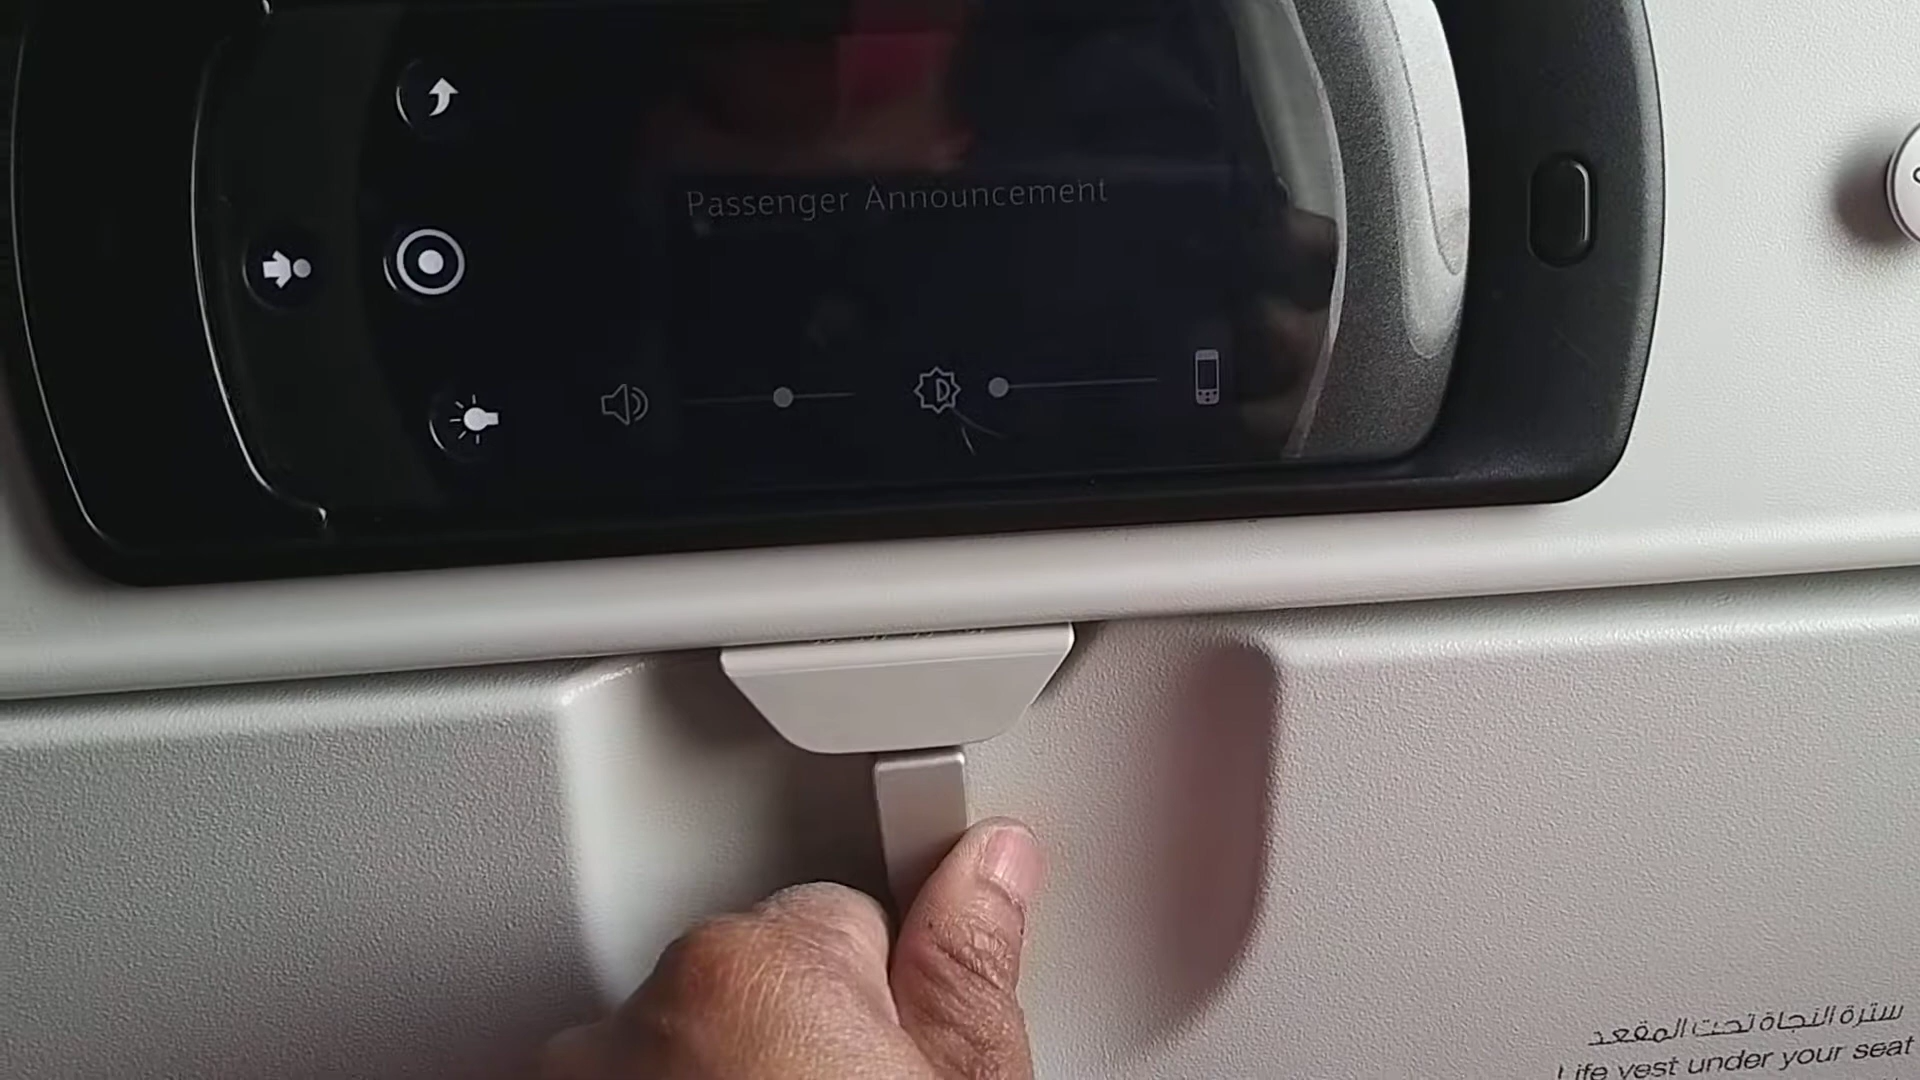 Passenger Announcement
سترة النجاة تحت المقعد
Life vest under your seat